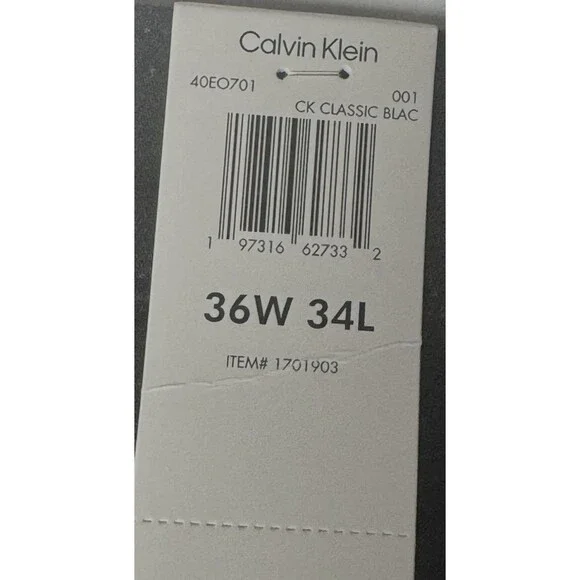 Calvin Klein
40EO701 001
CK CLASSIC BLAC
1 97316 62733 2
36W 34L
ITEM# 1701903